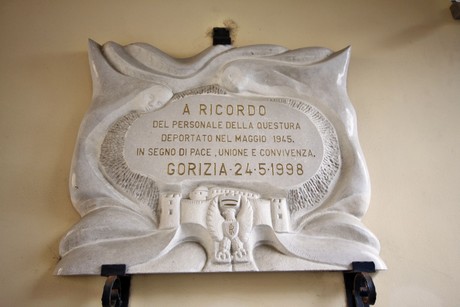 A RICORDO
DEL PERSONALE DELLA QUESTURA
DEPORTATO NEL MAGGIO 1945.
IN SEGNO DI PACE, UNIONE E CONVIVENZA.
GORIZIA · 24-5-1998